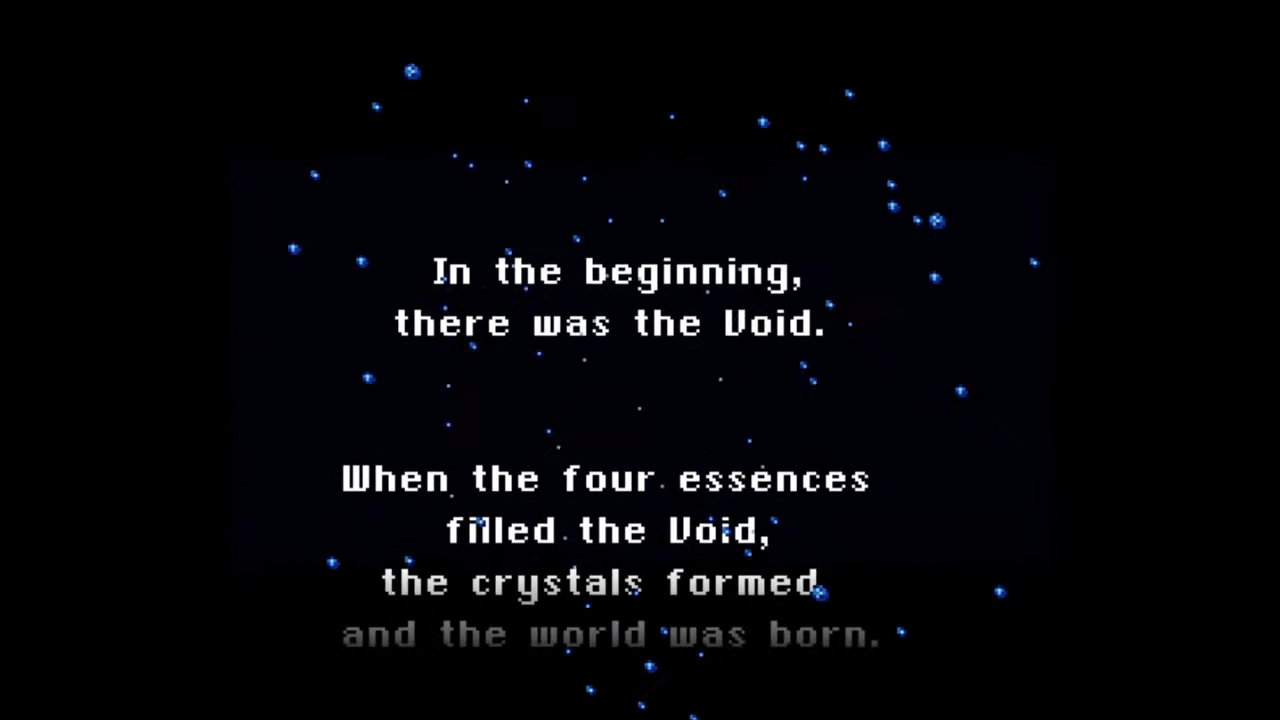 In the beginning,
there was the Void.
When the four essences
filled the Void,
the crystals formed
and the world was born.